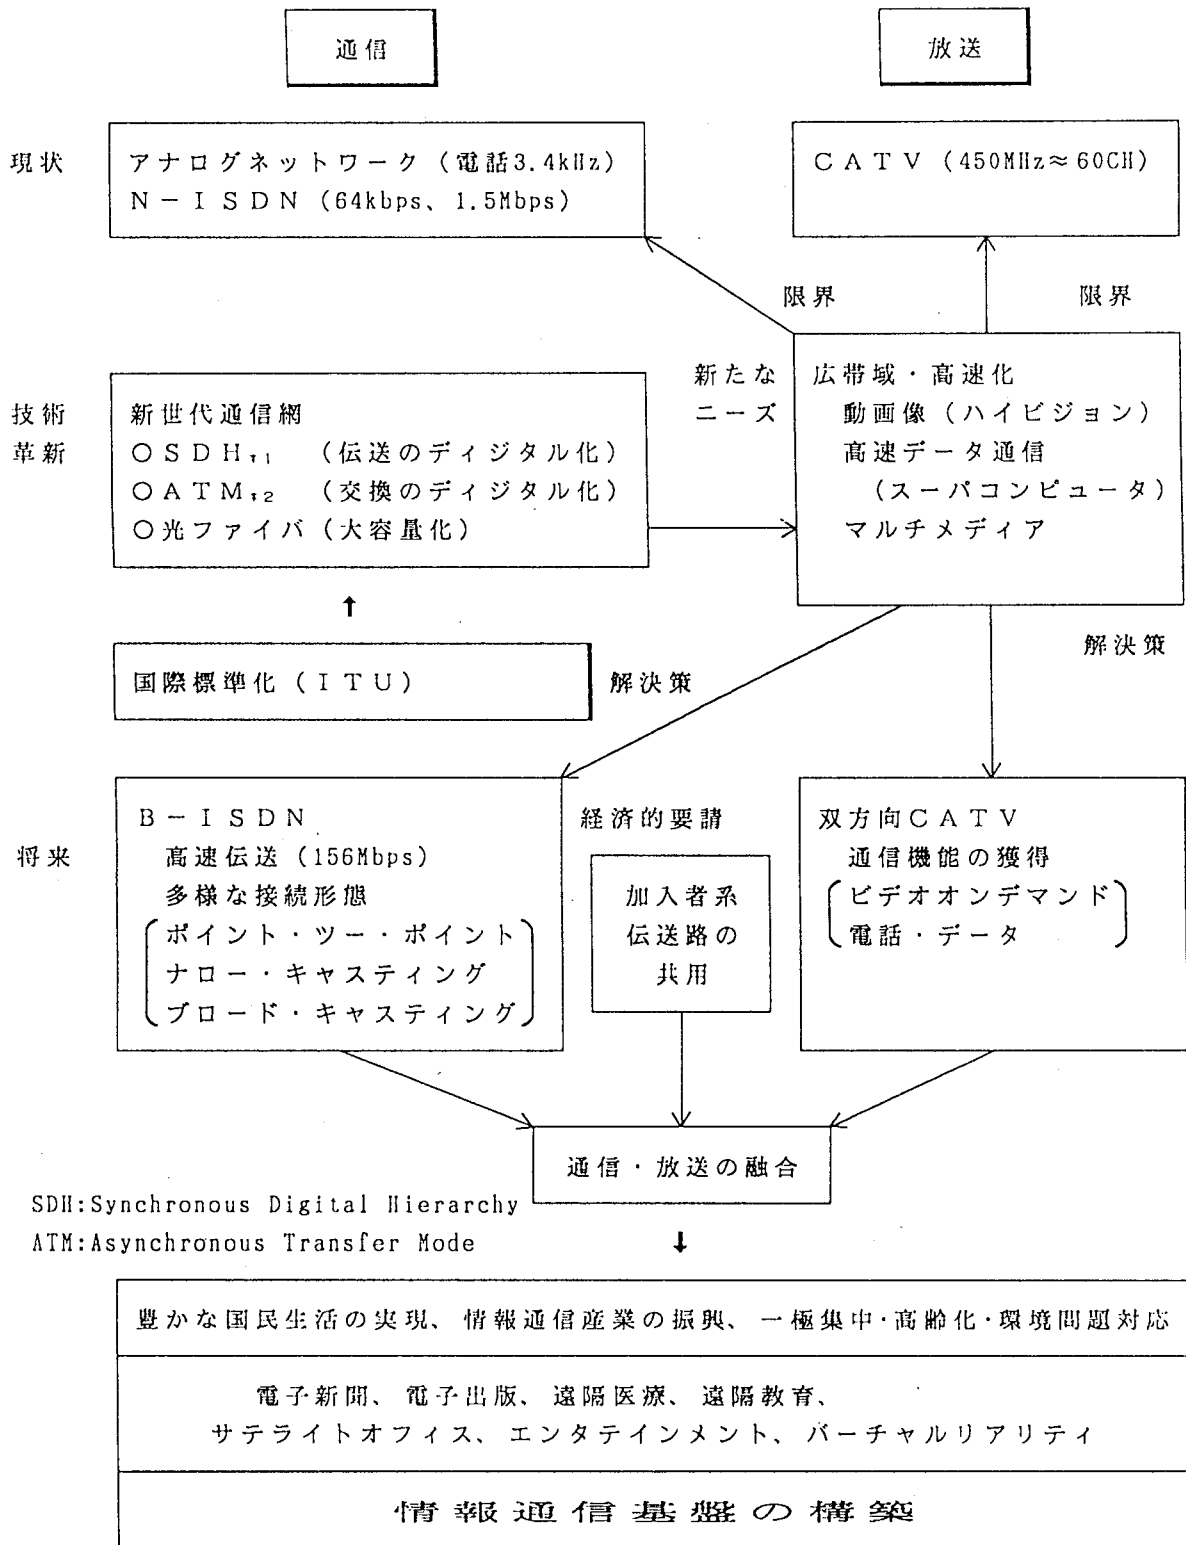 通信
放送
現状
アナログネットワーク（電話3.4kHz）
N－ISDN（64kbps、1.5Mbps）
CATV（450MHz≈60CH）
限界
限界
技術
革新
新世代通信網
○SDH*1 （伝送のディジタル化）
○ATM*2 （交換のディジタル化）
○光ファイバ（大容量化）
新たな
ニーズ
広帯域・高速化
動画像（ハイビジョン）
高速データ通信
（スーパコンピュータ）
マルチメディア
↑
国際標準化（ITU）
解決策
解決策
将来
B－ISDN
高速伝送（156Mbps）
多様な接続形態
ポイント・ツー・ポイント
ナロー・キャスティング
ブロード・キャスティング
経済的要請
加入者系
伝送路の
共用
双方向CATV
通信機能の獲得
ビデオオンデマンド
電話・データ
通信・放送の融合
SDH:Synchronous Digital Hierarchy
ATM:Asynchronous Transfer Mode
↓
豊かな国民生活の実現、情報通信産業の振興、一極集中・高齢化・環境問題対応
電子新聞、電子出版、遠隔医療、遠隔教育、
サテライトオフィス、エンタテインメント、バーチャルリアリティ
情報通信基盤の構築